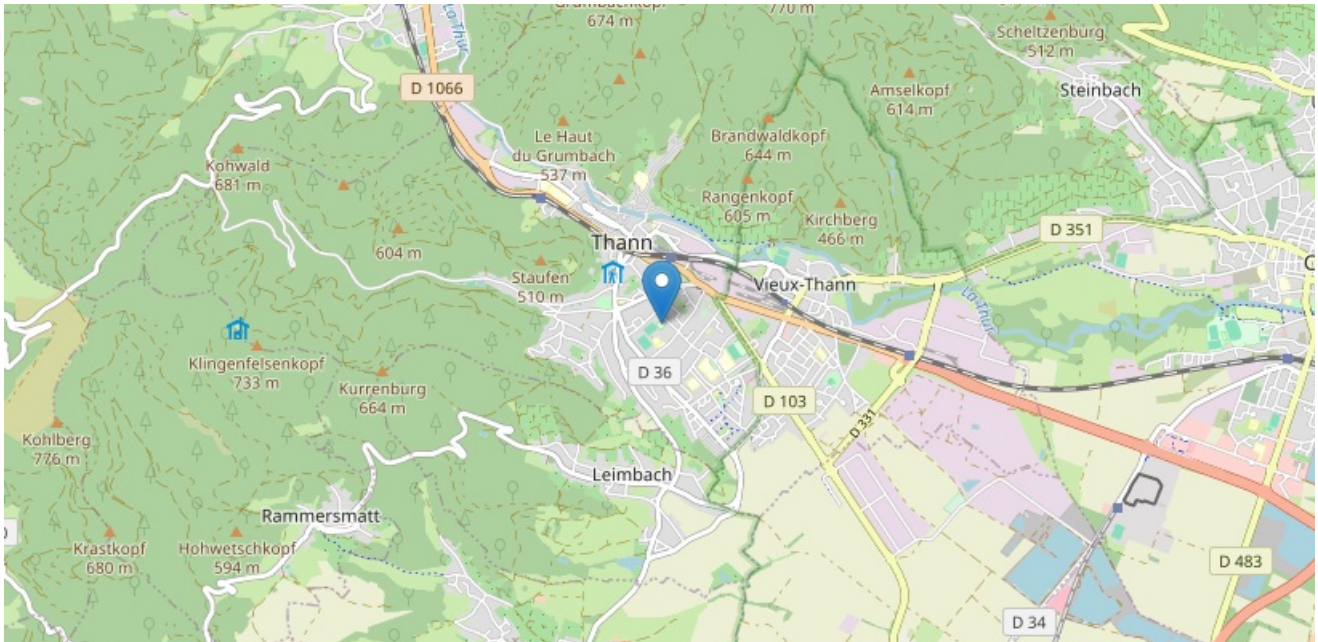 Grumbachkopf
674 m
770 m
La Thur
Scheltzenburg
512 m
D 1066
Amselkopf
614 m
Steinbach
Le Haut
du Grumbach
537 m
Brandwaldkopf
644 m
Kohwald
681 m
Rangenkopf
605 m
Kirchberg
466 m
D 351
604 m
Thann
Staufen
510 m
Vieux-Thann
La Thur
Klingenfelsenkopf
733 m
Kurrenburg
664 m
D 36
D 103
D 331
Kohlberg
776 m
Leimbach
Rammersmatt
Krastkopf
680 m
Hohwetschkopf
594 m
D 483
D 34